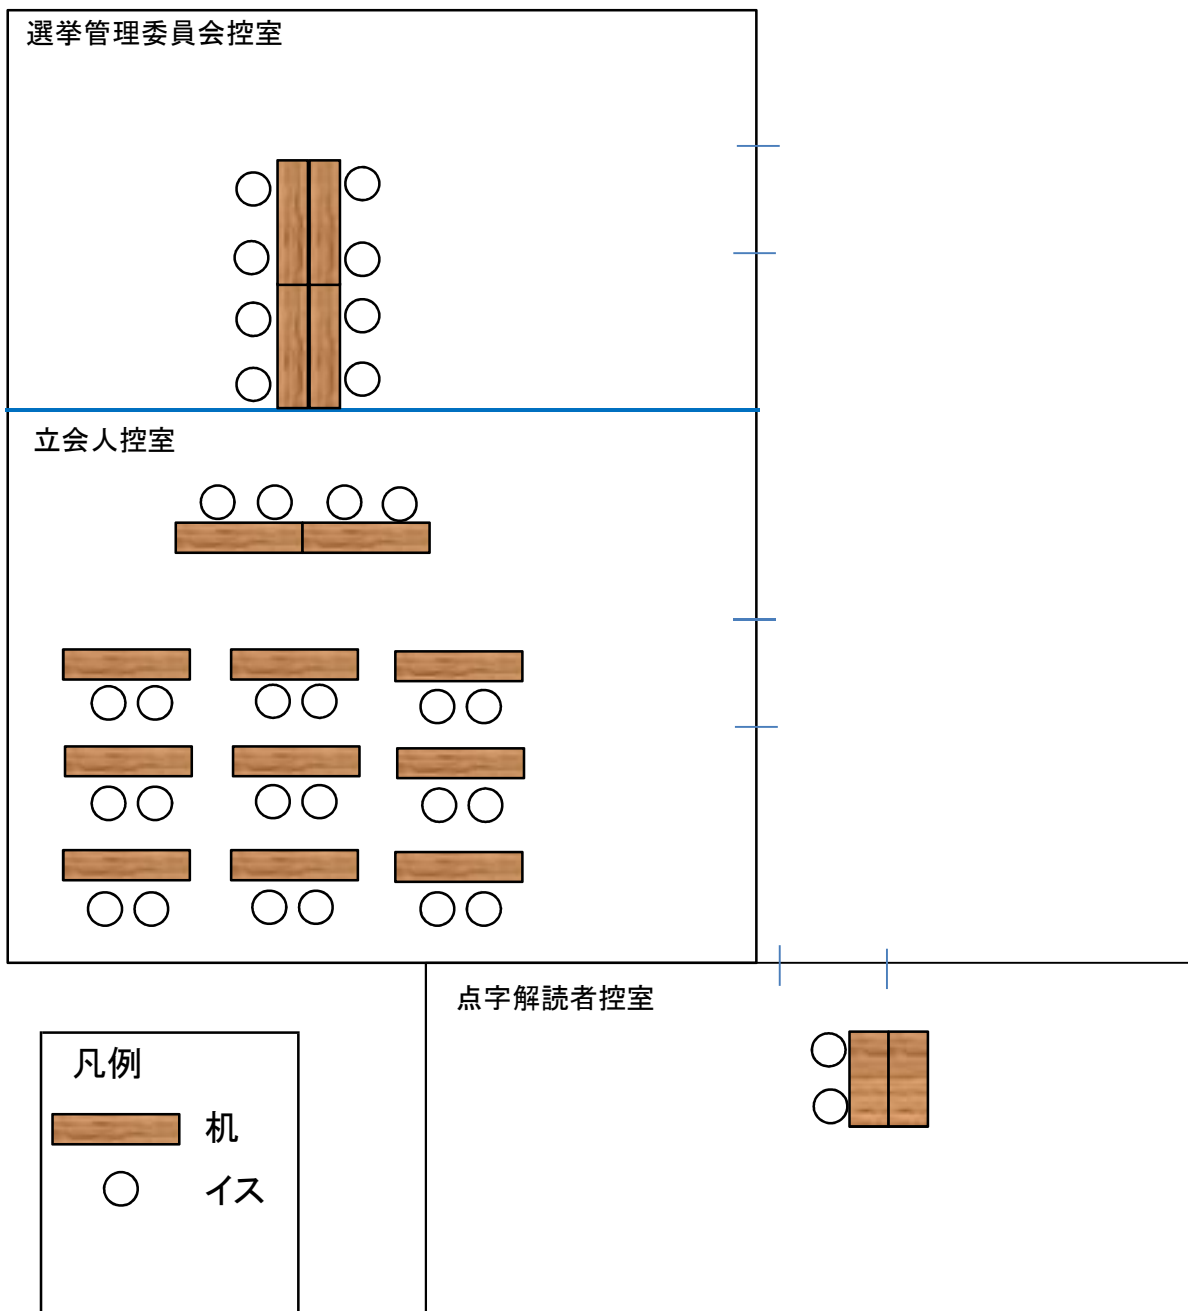 選挙管理委員会控室
立会人控室
点字解読者控室
凡例
机
イス